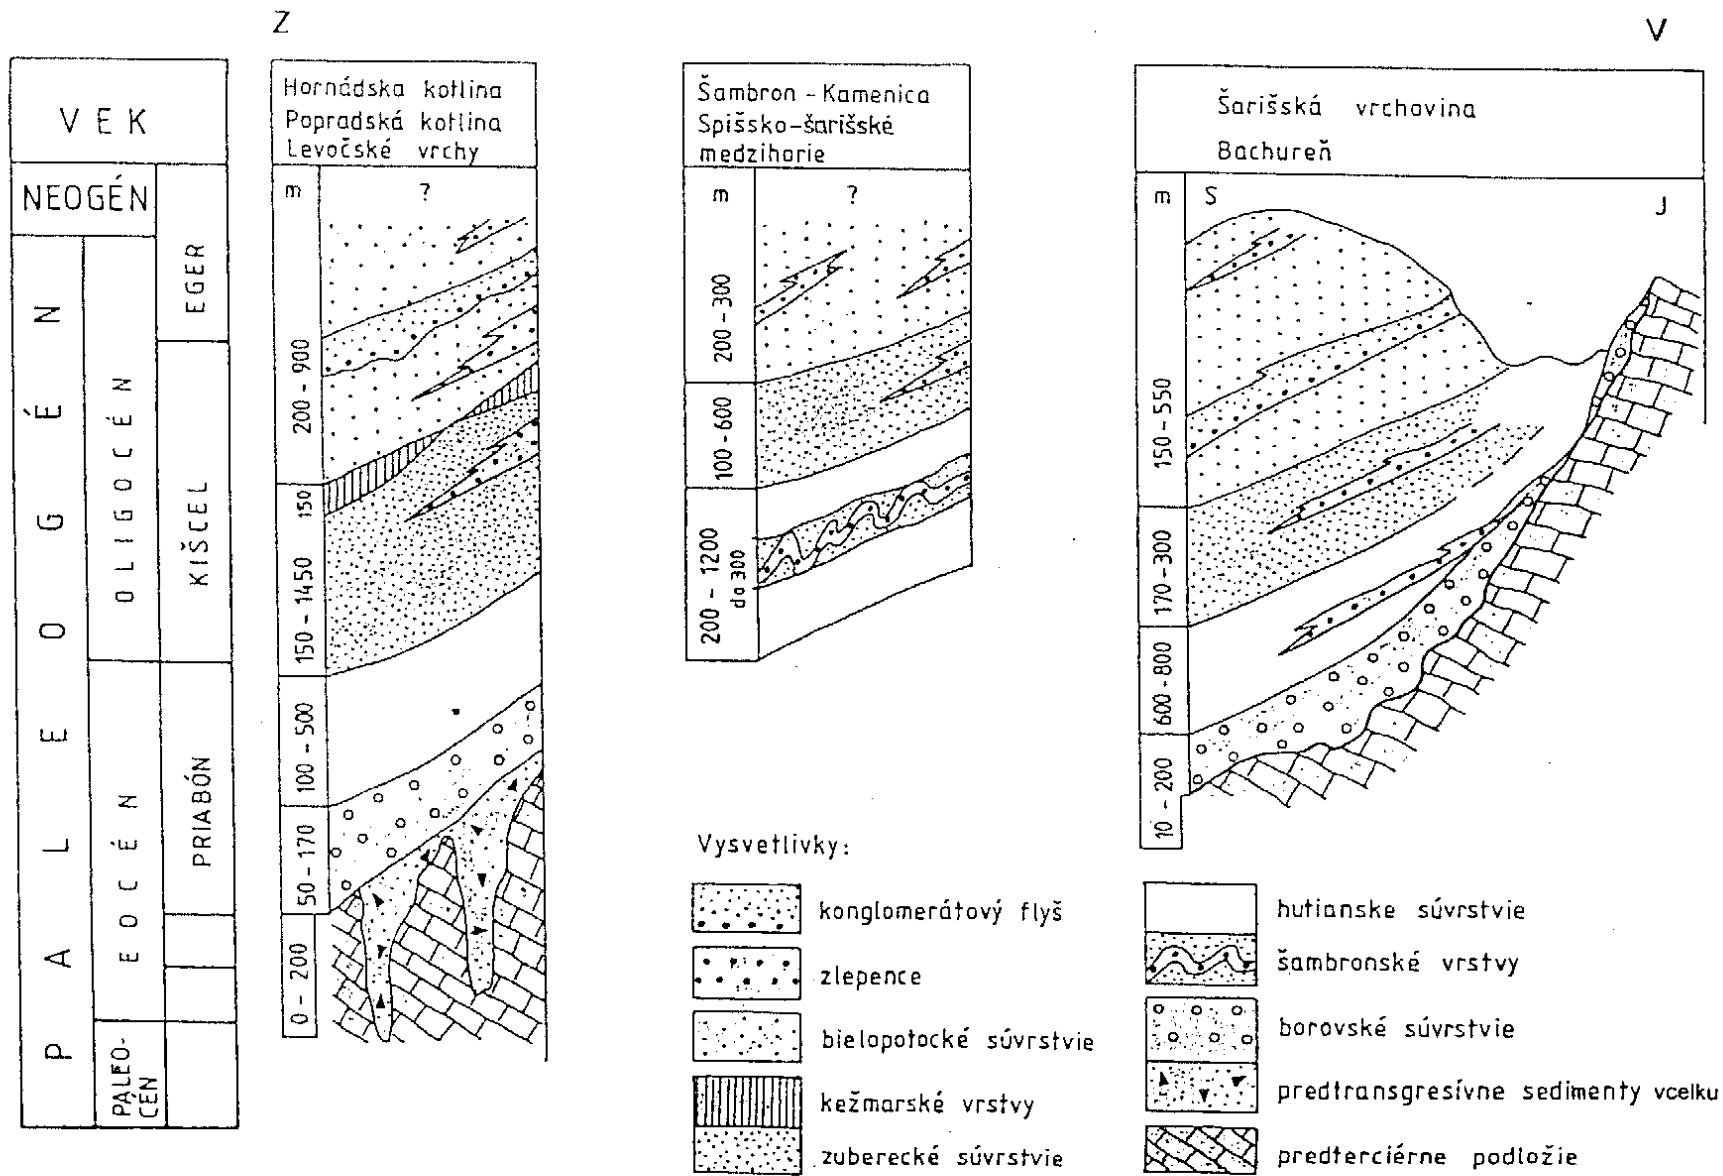 Z
V
VEK
NEOGÉN
PALEOGÉN
OLIGOCÉN
EOCÉN
PALEO-
CÉN
EGER
KIŠCEL
PRIABÓN
Hornádska kotlina
Popradská kotlina
Levočské vrchy
m
?
200-900
150
150-1450
100-500
50-170
0-200
Šambron - Kamenica
Spišsko-šarišské
medzihorie
m
?
200-300
100-600
200-1200
do 300
Šarišská vrchovina
Bachureň
m
S
J
150-550
170-300
600-800
10-200
Vysvetlivky:
konglomerátový flyš
zlepence
bielopotocké súvrstvie
kežmarské vrstvy
zuberecké súvrstvie
hutianske súvrstvie
šambronské vrstvy
borovské súvrstvie
predtransgresívne sedimenty vcelku
predterciérne podložie